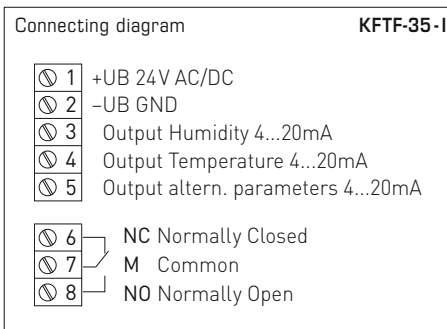 Connecting diagram KFTF-35-I
1 +UB 24V AC/DC
2 –UB GND
3 Output Humidity 4...20mA
4 Output Temperature 4...20mA
5 Output altern. parameters 4...20mA
6 NC Normally Closed
7 M Common
8 NO Normally Open